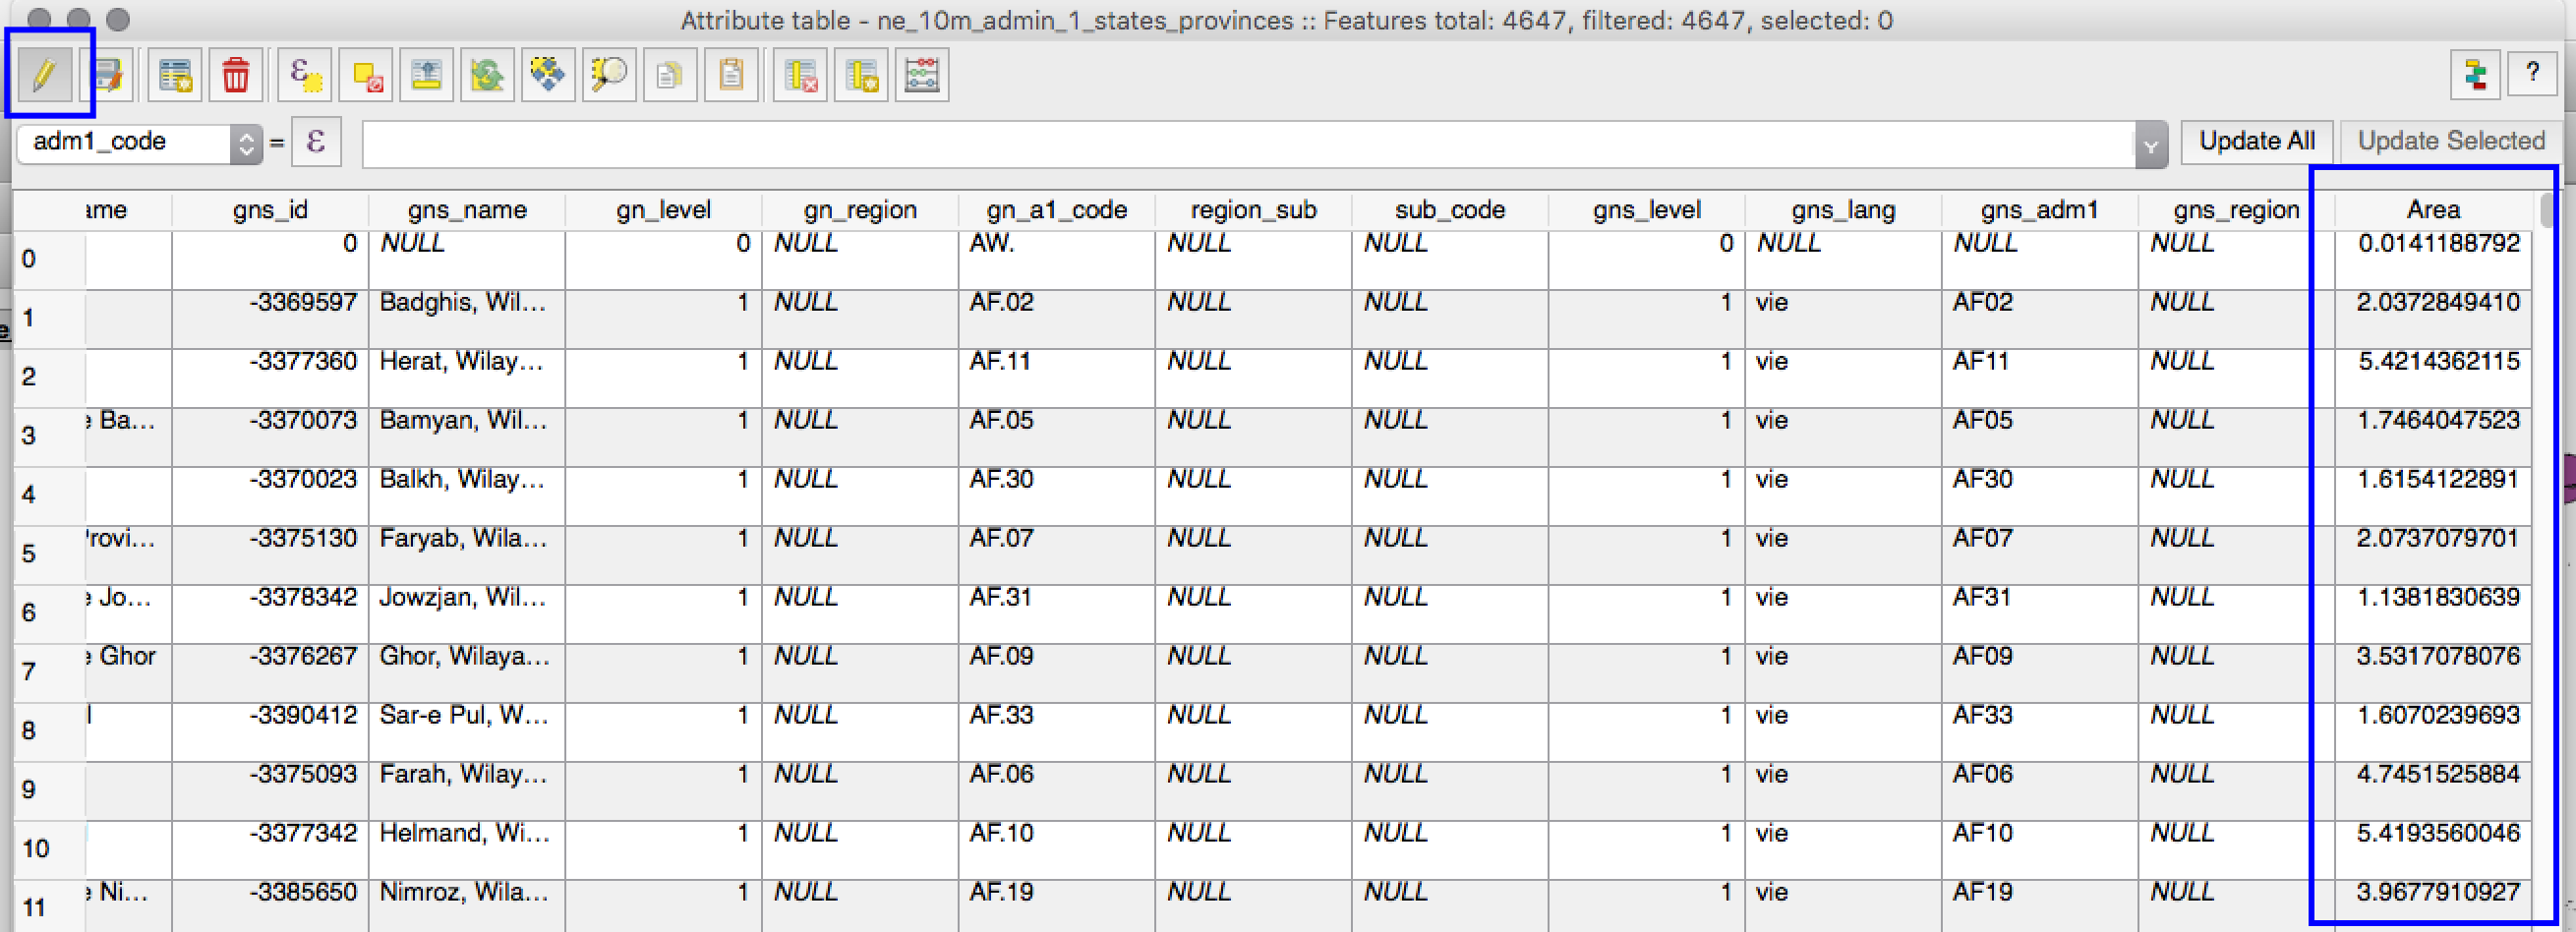 Attribute table - ne_10m_admin_1_states_provinces :: Features total: 4647, filtered: 4647, selected: 0
ε ?
adm1_code = ε Update All Update Selected
ame gns_id gns_name gn_level gn_region gn_a1_code region_sub sub_code gns_level gns_lang gns_adm1 gns_region Area
0 0 NULL 0 NULL AW. NULL NULL 0 NULL NULL NULL 0.0141188792
1 -3369597 Badghis, Wil... 1 NULL AF.02 NULL NULL 1 vie AF02 NULL 2.0372849410
2 -3377360 Herat, Wilay... 1 NULL AF.11 NULL NULL 1 vie AF11 NULL 5.4214362115
3 e Ba... -3370073 Bamyan, Wil... 1 NULL AF.05 NULL NULL 1 vie AF05 NULL 1.7464047523
4 -3370023 Balkh, Wilay... 1 NULL AF.30 NULL NULL 1 vie AF30 NULL 1.6154122891
5 Provi... -3375130 Faryab, Wila... 1 NULL AF.07 NULL NULL 1 vie AF07 NULL 2.0737079701
6 e Jo... -3378342 Jowzjan, Wil... 1 NULL AF.31 NULL NULL 1 vie AF31 NULL 1.1381830639
7 e Ghor -3376267 Ghor, Wilaya... 1 NULL AF.09 NULL NULL 1 vie AF09 NULL 3.5317078076
8 l -3390412 Sar-e Pul, W... 1 NULL AF.33 NULL NULL 1 vie AF33 NULL 1.6070239693
9 -3375093 Farah, Wilay... 1 NULL AF.06 NULL NULL 1 vie AF06 NULL 4.7451525884
10 -3377342 Helmand, Wi... 1 NULL AF.10 NULL NULL 1 vie AF10 NULL 5.4193560046
11 e Ni... -3385650 Nimroz, Wila... 1 NULL AF.19 NULL NULL 1 vie AF19 NULL 3.9677910927